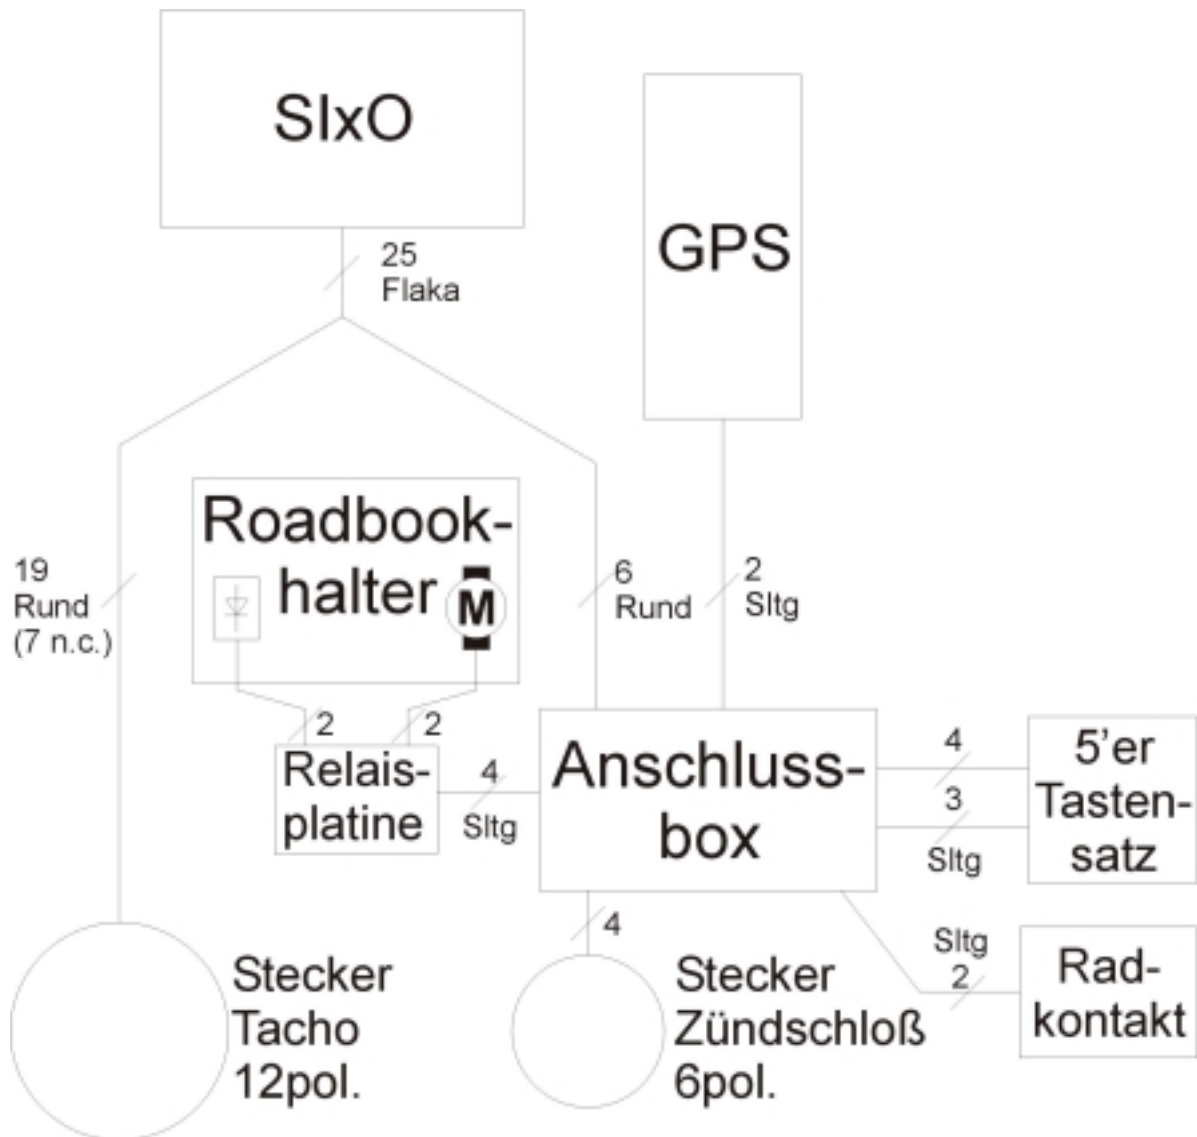 SIxO
GPS
25
Flaka
Roadbook-
halter
M
19
Rund
(7 n.c.)
6
Rund
2
Sltg
2
2
Relais-
platine
4
Sltg
Anschluss-
box
4
3
Sltg
5'er
Tasten-
satz
4
Sltg
2
Rad-
kontakt
Stecker
Tacho
12pol.
Stecker
Zündschloß
6pol.